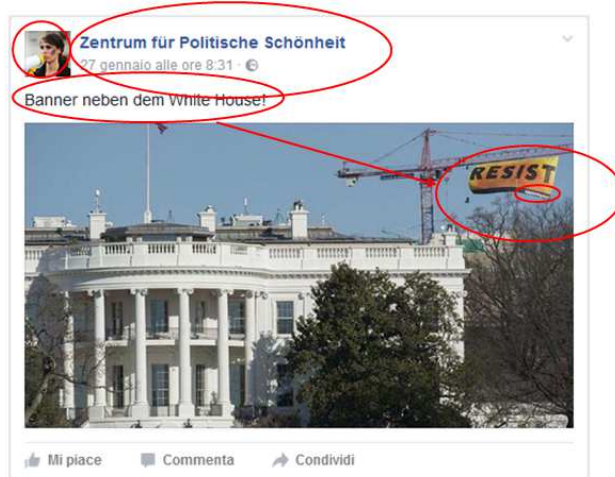 Zentrum für Politische Schönheit
27 gennaio alle ore 8:31 ·
Banner neben dem White House!
RESIST
Mi piace Commenta Condividi